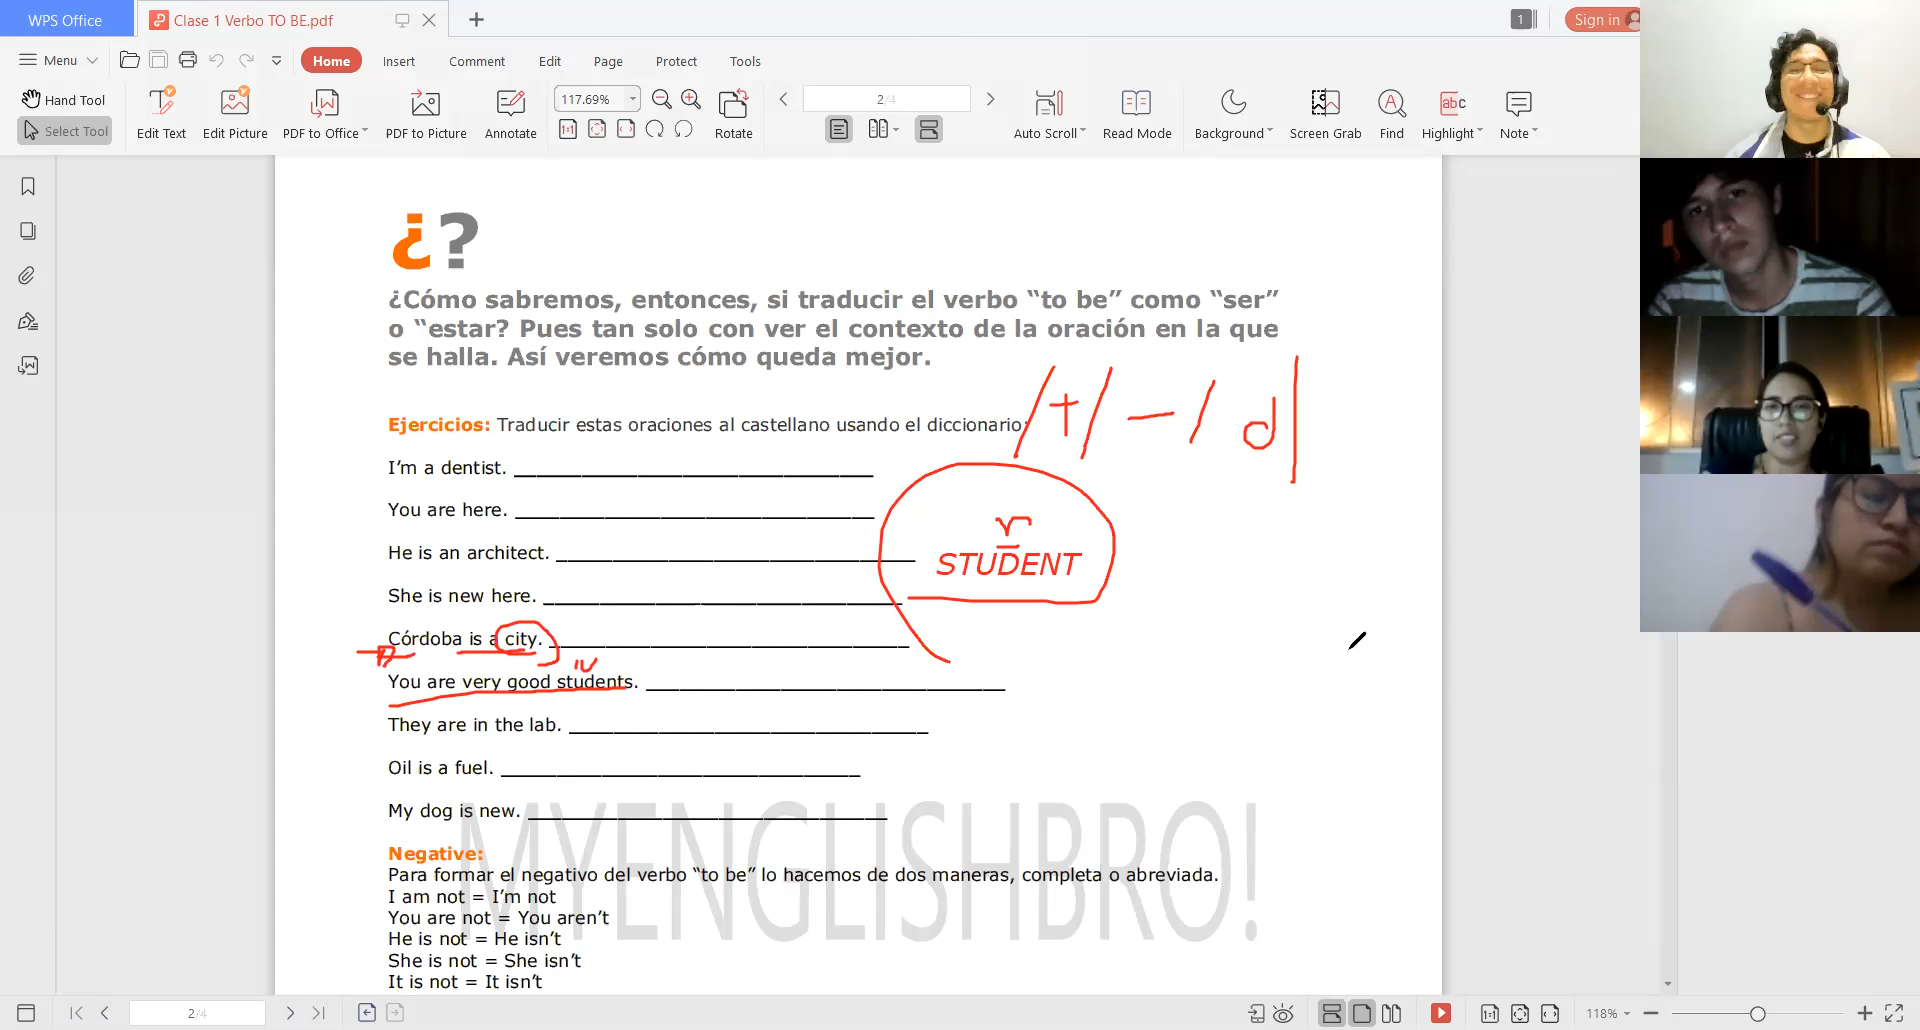 WPS Office
Clase 1 Verbo TO BE.pdf
1
Sign in
Menu
Home
Insert
Comment
Edit
Page
Protect
Tools
Hand Tool
Select Tool
Edit Text
Edit Picture
PDF to Office
PDF to Picture
Annotate
117.69%
Rotate
2/4
Auto Scroll
Read Mode
Background
Screen Grab
Find
Highlight
Note
¿?
¿Cómo sabremos, entonces, si traducir el verbo “to be” como “ser”
o “estar? Pues tan solo con ver el contexto de la oración en la que
se halla. Así veremos cómo queda mejor.
/+/-/ d|
Ejercicios: Traducir estas oraciones al castellano usando el diccionario:
I’m a dentist.
You are here.
r
He is an architect.
STUDENT
She is new here.
Córdoba is a city.
You are very good students.
They are in the lab.
Oil is a fuel.
My dog is new.
MYENGLISHBRO!
Negative:
Para formar el negativo del verbo “to be” lo hacemos de dos maneras, completa o abreviada.
I am not = I’m not
You are not = You aren’t
He is not = He isn’t
She is not = She isn’t
It is not = It isn’t
2/4
118%